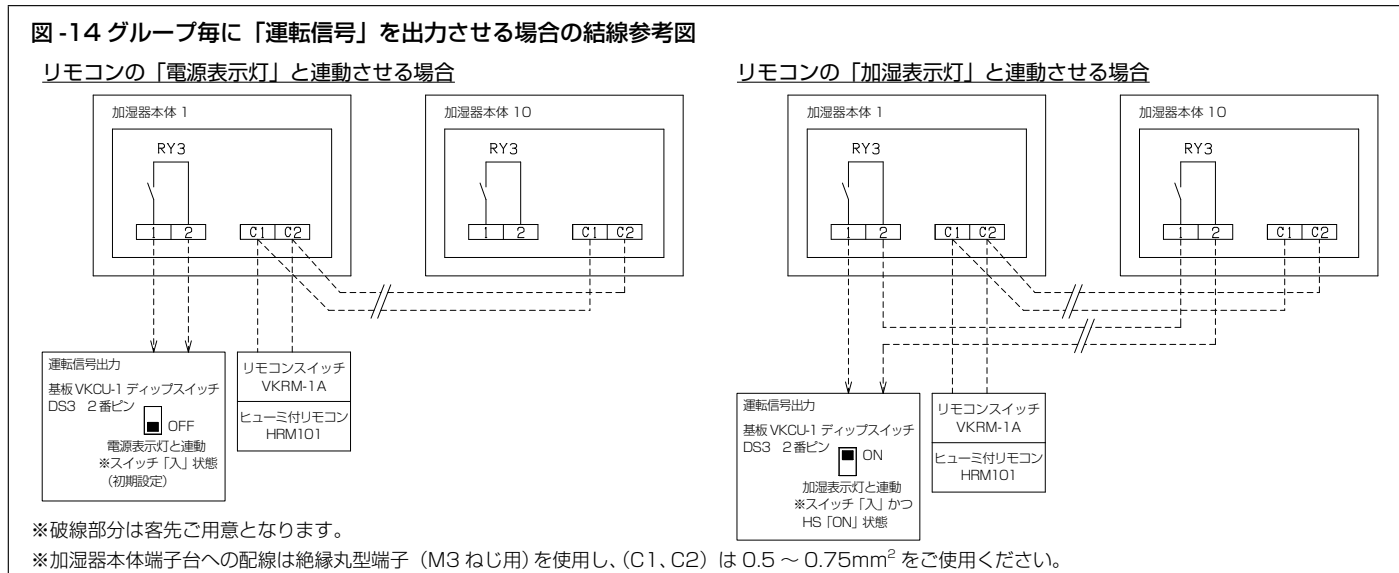 図 -14 グループ毎に「運転信号」を出力させる場合の結線参考図
リモコンの「電源表示灯」と連動させる場合
加湿器本体 1
RY3
1 2
C1 C2
加湿器本体 10
RY3
1 2
C1 C2
運転信号出力
基板 VKCU-1 ディップスイッチ
DS3 2番ピン
OFF
電源表示灯と連動
※スイッチ「入」状態
(初期設定)
リモコンスイッチ
VKRM-1A
ヒューミ付リモコン
HRM101
リモコンの「加湿表示灯」と連動させる場合
加湿器本体 1
RY3
1 2
C1 C2
加湿器本体 10
RY3
1 2
C1 C2
運転信号出力
基板 VKCU-1 ディップスイッチ
DS3 2番ピン
ON
加湿表示灯と連動
※スイッチ「入」かつ
HS「ON」状態
リモコンスイッチ
VKRM-1A
ヒューミ付リモコン
HRM101
※破線部分は客先ご用意となります。
※加湿器本体端子台への配線は絶縁丸型端子（M3 ねじ用）を使用し、（C1、C2）は 0.5 ～ 0.75mm² をご使用ください。